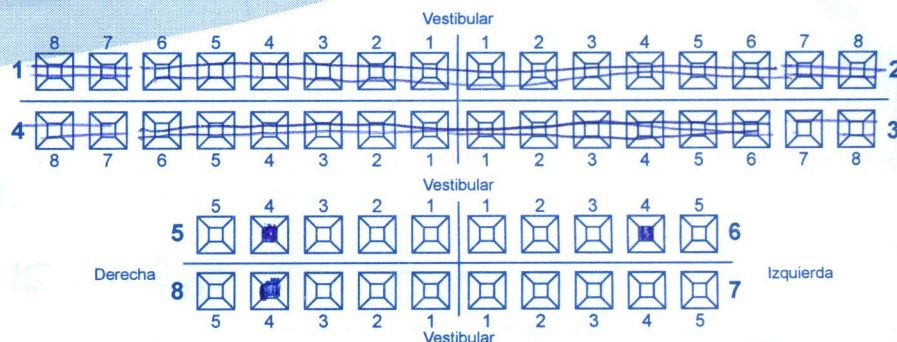 Vestibular
8 7 6 5 4 3 2 1 1 2 3 4 5 6 7 8
1 2
4 3
8 7 6 5 4 3 2 1 1 2 3 4 5 6 7 8
Vestibular
5 4 3 2 1 1 2 3 4 5
5 6
Derecha Izquierda
8 7
5 4 3 2 1 1 2 3 4 5
Vestibular